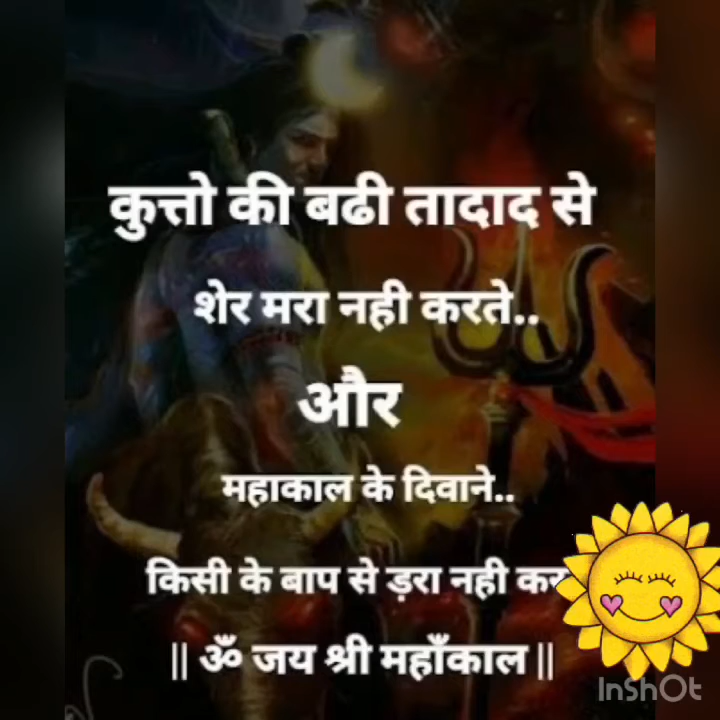 कुत्तो की बढी तादाद से
शेर मरा नही करते..
और
महाकाल के दिवाने..
किसी के बाप से ड़रा नही
|| ॐ जय श्री महाँकाल ||
InShOt